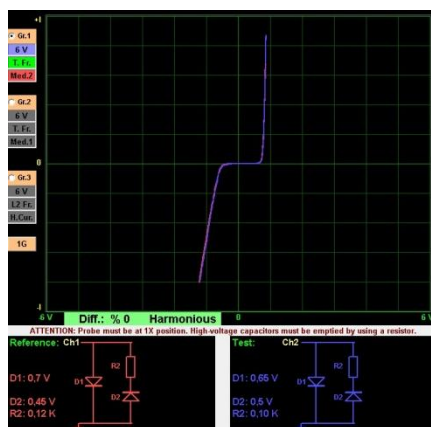 +I
Gr.1
6 V
T. Fr.
Med.2
Gr.2
6 V
T. Fr.
Med.1
0
Gr.3
6 V
L2 Fr.
H.Cur.
1G
-I
-6 V
Diff.: % 0 Harmonious
0
6 V
ATTENTION: Probe must be at 1X position. High-voltage capacitors must be emptied by using a resistor.
Reference: Ch1
R2
D1: 0,7 V
D1
D2: 0,45 V
D2
R2: 0,12 K
Test: Ch2
R2
D1: 0,65 V
D1
D2: 0,5 V
D2
R2: 0,10 K